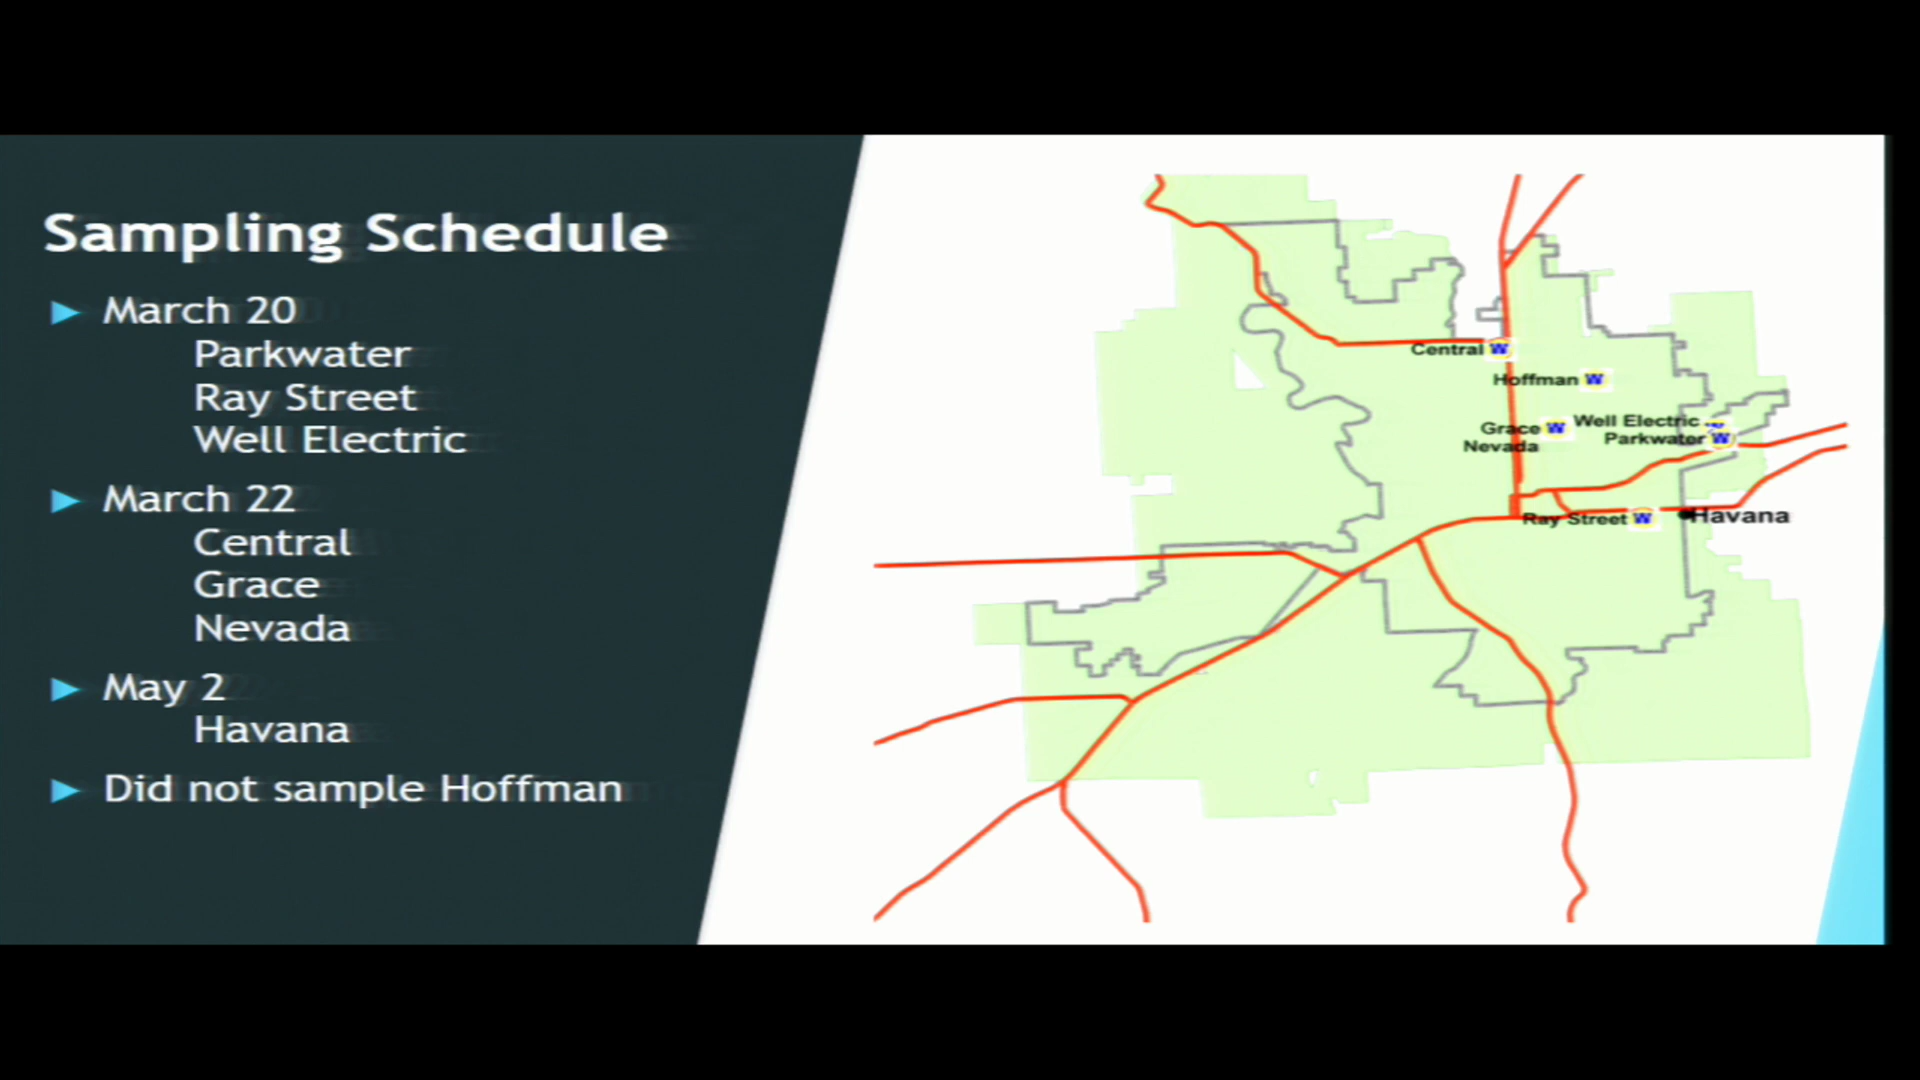 Sampling Schedule
March 20
Parkwater
Ray Street
Well Electric
March 22
Central
Grace
Nevada
May 2
Havana
Did not sample Hoffman
Central W
Hoffman W
Well Electric
Grace W
Parkwater W
Nevada
Ray Street W
Havana